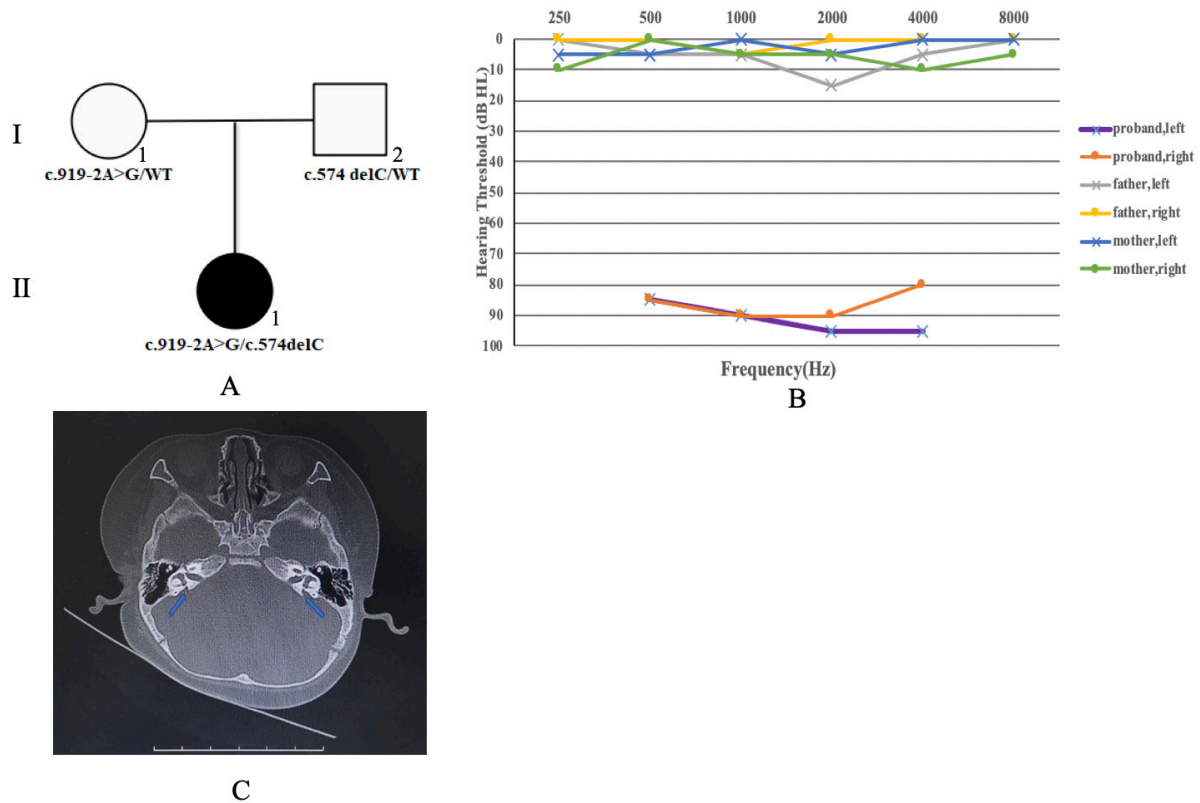 A
B
250 500 1000 2000 4000 8000
0
10
20
30
40
50
60
70
80
90
100
Hearing Threshold (dB HL)
Frequency(Hz)
proband,left
proband,right
father,left
father,right
mother,left
mother,right
I
1
2
c.919-2A>G/WT
c.574 delC/WT
II
1
c.919-2A>G/c.574delC
A
B
C